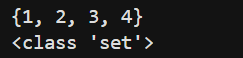 {1, 2, 3, 4}
<class 'set'>